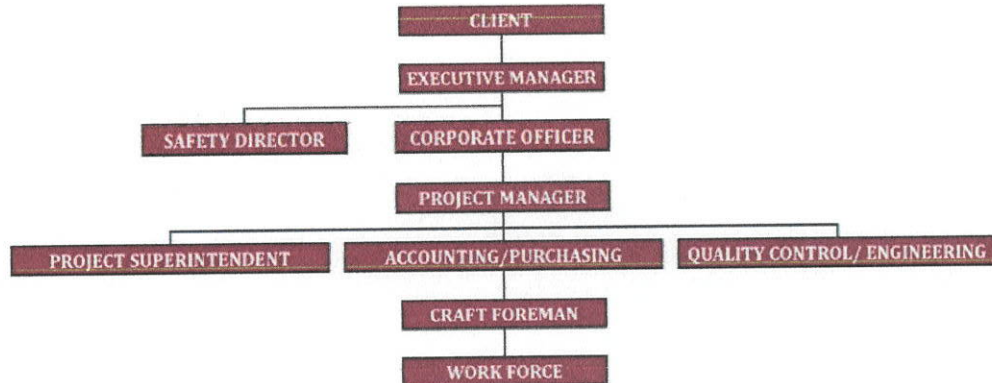 CLIENT
EXECUTIVE MANAGER
SAFETY DIRECTOR
CORPORATE OFFICER
PROJECT MANAGER
PROJECT SUPERINTENDENT
ACCOUNTING/PURCHASING
QUALITY CONTROL/ ENGINEERING
CRAFT FOREMAN
WORK FORCE